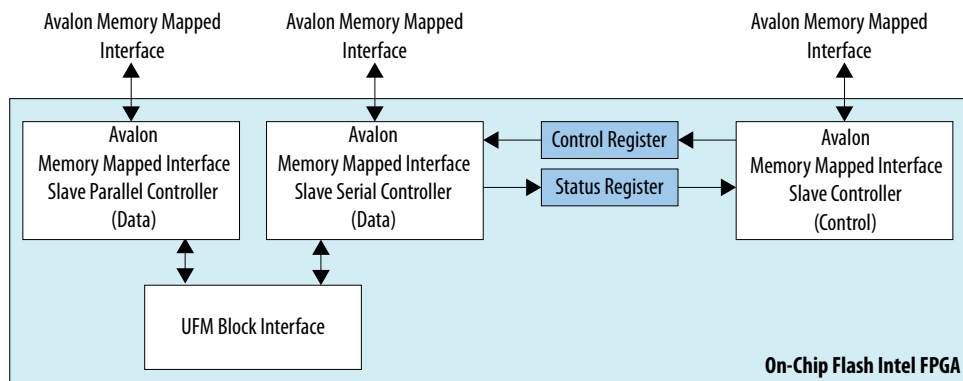 Avalon Memory Mapped
Interface
Avalon Memory Mapped
Interface
Avalon Memory Mapped
Interface
Avalon
Memory Mapped Interface
Slave Parallel Controller
(Data)
Avalon
Memory Mapped Interface
Slave Serial Controller
(Data)
Control Register
Status Register
Avalon
Memory Mapped Interface
Slave Controller
(Control)
UFM Block Interface
On-Chip Flash Intel FPGA